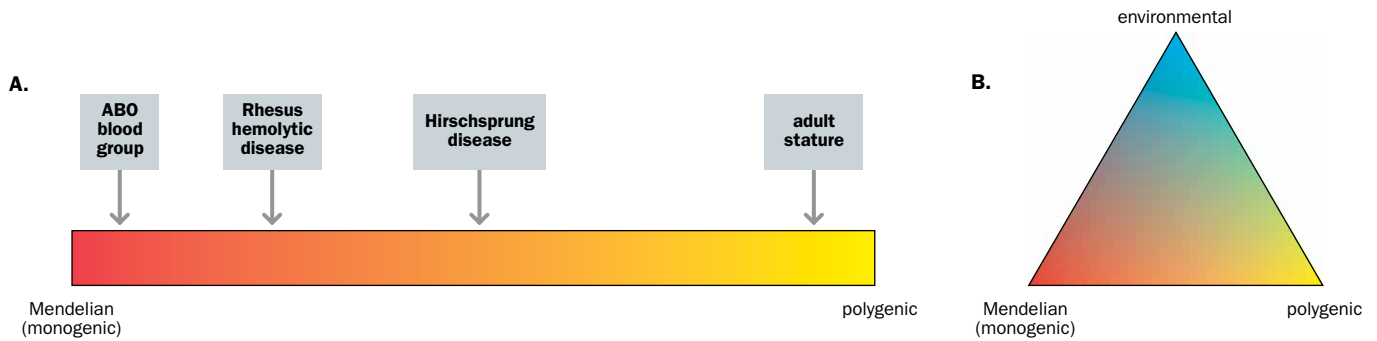 A.
ABO
blood
group
Rhesus
hemolytic
disease
Hirschsprung
disease
adult
stature
Mendelian
(monogenic)
polygenic
B.
environmental
Mendelian
(monogenic)
polygenic